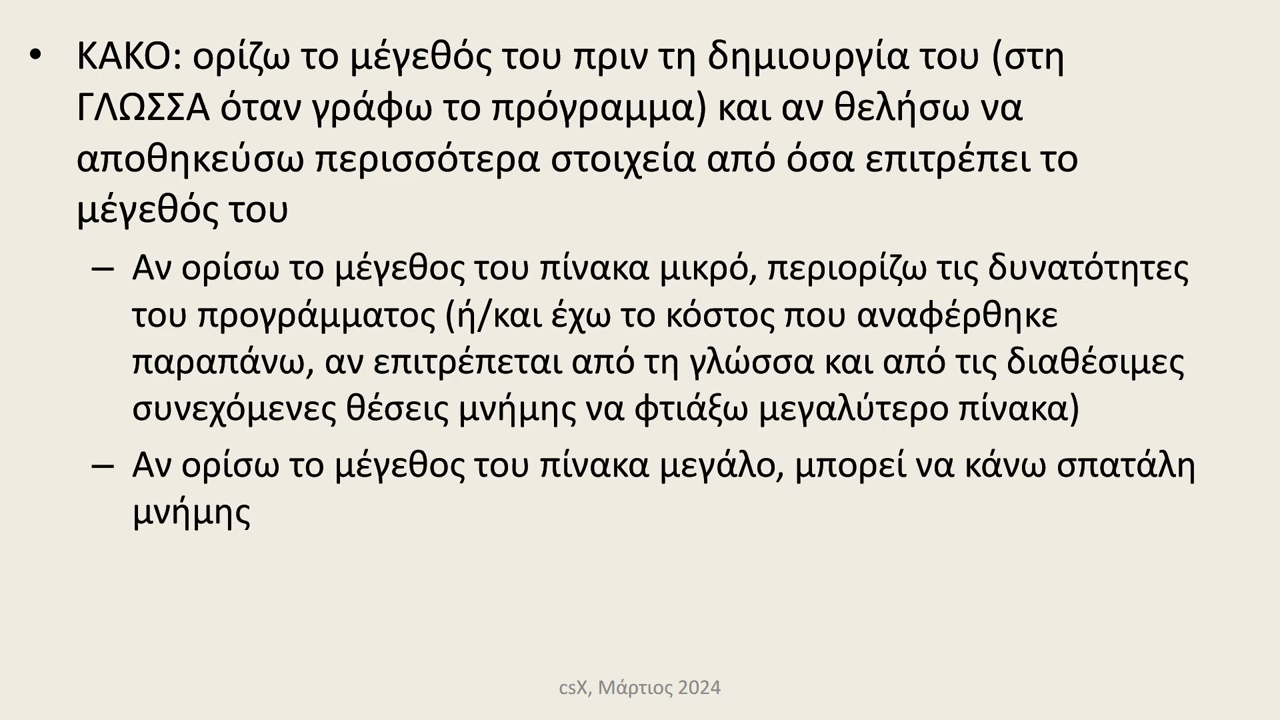 • ΚΑΚΟ: ορίζω το μέγεθός του πριν τη δημιουργία του (στη
ΓΛΩΣΣΑ όταν γράφω το πρόγραμμα) και αν θελήσω να
αποθηκεύσω περισσότερα στοιχεία από όσα επιτρέπει το
μέγεθός του
– Αν ορίσω το μέγεθος του πίνακα μικρό, περιορίζω τις δυνατότητες
του προγράμματος (ή/και έχω το κόστος που αναφέρθηκε
παραπάνω, αν επιτρέπεται από τη γλώσσα και από τις διαθέσιμες
συνεχόμενες θέσεις μνήμης να φτιάξω μεγαλύτερο πίνακα)
– Αν ορίσω το μέγεθος του πίνακα μεγάλο, μπορεί να κάνω σπατάλη
μνήμης
csX, Μάρτιος 2024